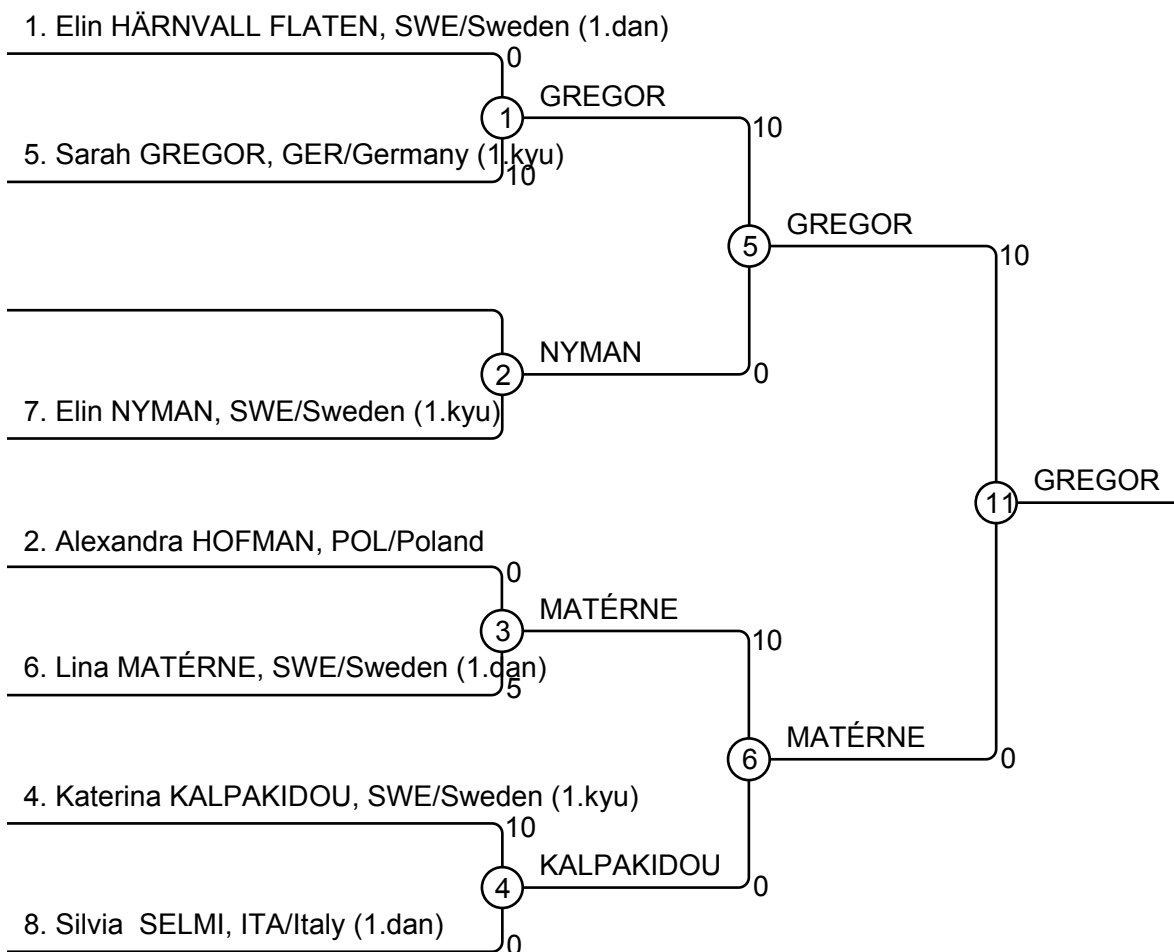 1. Elin HÄRNVALL FLATEN, SWE/Sweden (1.dan)
0
1
GREGOR
10
5. Sarah GREGOR, GER/Germany (1.kyu)
10
5
GREGOR
10
2
NYMAN
0
7. Elin NYMAN, SWE/Sweden (1.kyu)
11
GREGOR
2. Alexandra HOFMAN, POL/Poland
0
3
MATÉRNE
10
6. Lina MATÉRNE, SWE/Sweden (1.dan)
5
6
MATÉRNE
0
4. Katerina KALPAKIDOU, SWE/Sweden (1.kyu)
10
4
KALPAKIDOU
0
8. Silvia  SELMI, ITA/Italy (1.dan)
0